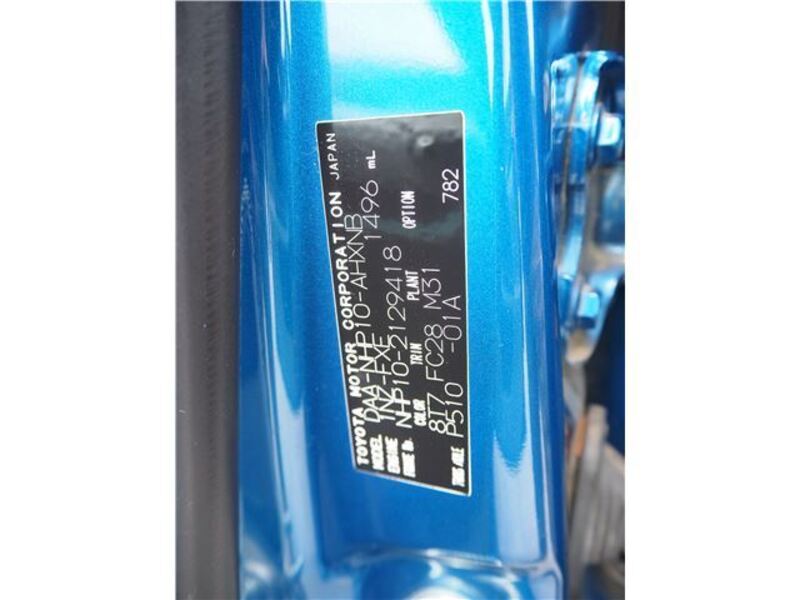 TOYOTA MOTOR CORPORATION JAPAN
MODEL DAA-NHP10-AHXNB
ENGINE 1NZ-FXE 1496 mL
FRAME No. NHP10-2129418
COLOR TRIM PLANT OPTION
8T7 FC28 M31 782
TRANS/AXLE P510 -01A